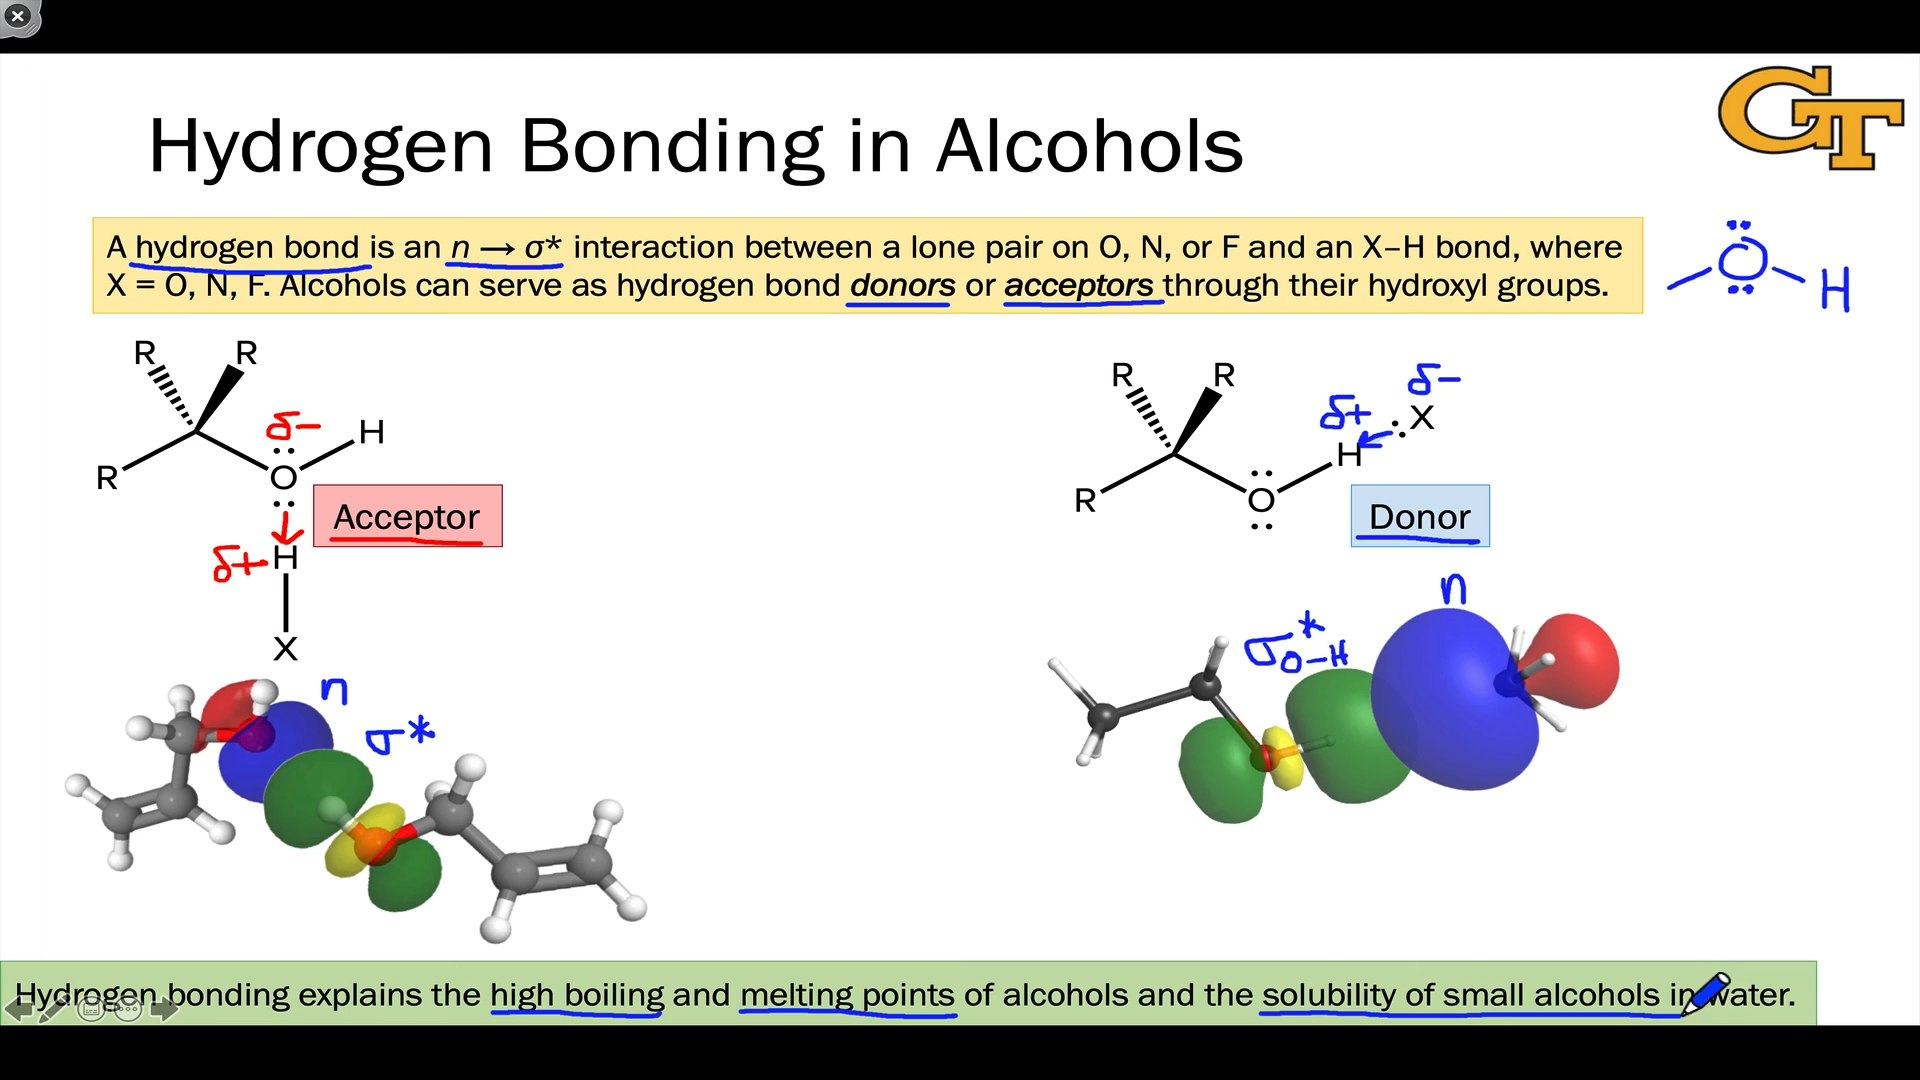 Hydrogen Bonding in Alcohols
GT
A hydrogen bond is an n → σ* interaction between a lone pair on O, N, or F and an X–H bond, where
X = O, N, F. Alcohols can serve as hydrogen bond donors or acceptors through their hydroxyl groups.
O H
R R
δ−
H
R O
Acceptor
δ+ H
X
n
σ*
R R
δ− 
δ+ X
H
R O
Donor
n
σ* O–H
Hydrogen bonding explains the high boiling and melting points of alcohols and the solubility of small alcohols in water.